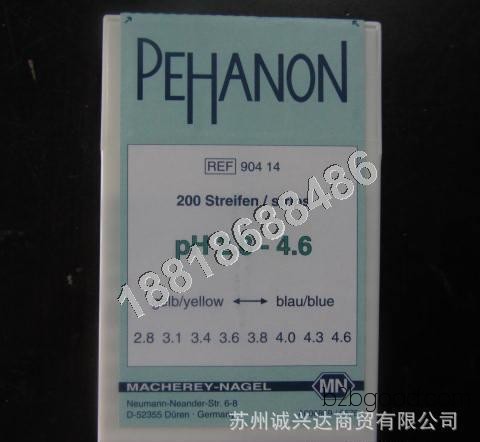 PEHANON
REF 904 14
200 Streifen /
pH - 4.6
gelb/yellow ⟷ blau/blue
2.8 3.1 3.4 3.6 3.8 4.0 4.3 4.6
MACHEREY-NAGEL
MN
Neumann-Neander-Str. 6-8
D-52355 Düren · Germany
18818688486
苏州诚兴达商贸有限公司